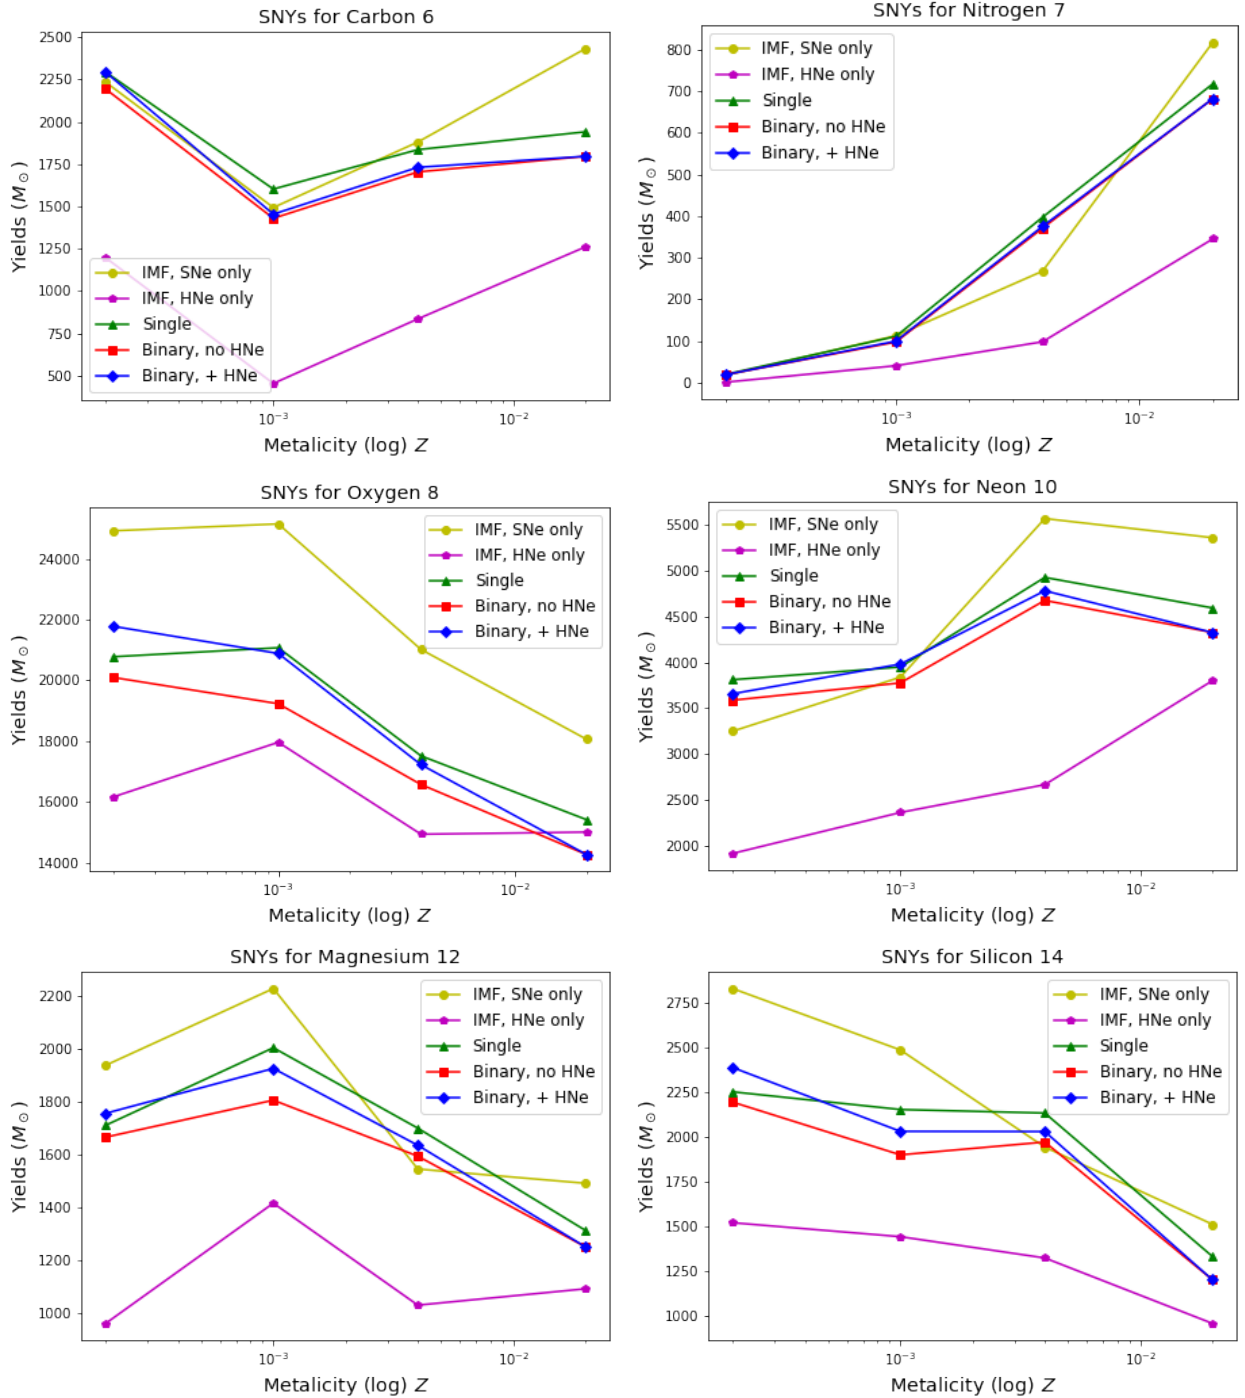 SNYs for Carbon 6
2500
2250
2000
1750
1500
1250
1000
750
500
Yields (M⊙)
IMF, SNe only
IMF, HNe only
Single
Binary, no HNe
Binary, + HNe
10⁻³
10⁻²
Metalicity (log) Z
SNYs for Nitrogen 7
800
700
600
500
400
300
200
100
0
Yields (M⊙)
IMF, SNe only
IMF, HNe only
Single
Binary, no HNe
Binary, + HNe
10⁻³
10⁻²
Metalicity (log) Z
SNYs for Oxygen 8
24000
22000
20000
18000
16000
14000
Yields (M⊙)
IMF, SNe only
IMF, HNe only
Single
Binary, no HNe
Binary, + HNe
10⁻³
10⁻²
Metalicity (log) Z
SNYs for Neon 10
5500
5000
4500
4000
3500
3000
2500
2000
Yields (M⊙)
IMF, SNe only
IMF, HNe only
Single
Binary, no HNe
Binary, + HNe
10⁻³
10⁻²
Metalicity (log) Z
SNYs for Magnesium 12
2200
2000
1800
1600
1400
1200
1000
Yields (M⊙)
IMF, SNe only
IMF, HNe only
Single
Binary, no HNe
Binary, + HNe
10⁻³
10⁻²
Metalicity (log) Z
SNYs for Silicon 14
2750
2500
2250
2000
1750
1500
1250
1000
Yields (M⊙)
IMF, SNe only
IMF, HNe only
Single
Binary, no HNe
Binary, + HNe
10⁻³
10⁻²
Metalicity (log) Z